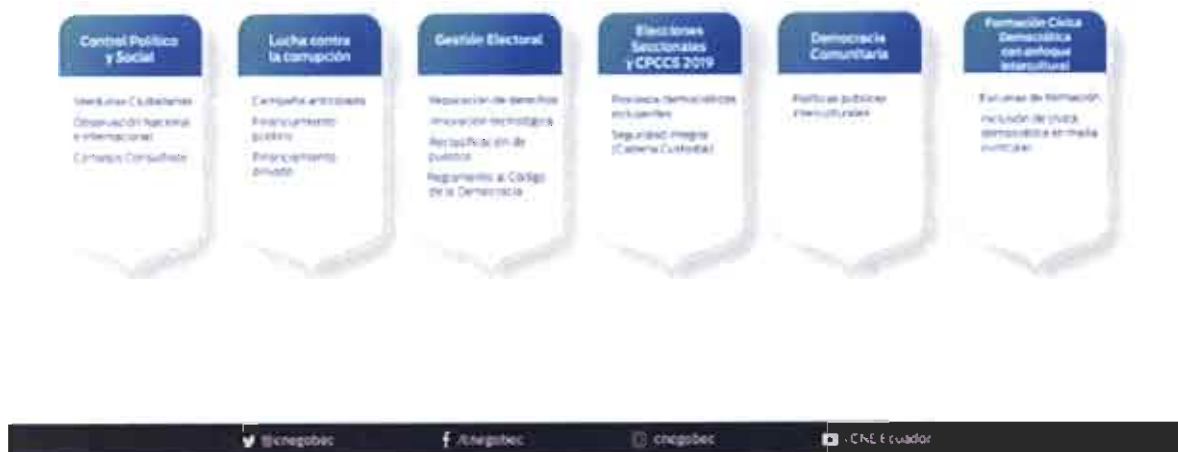 Control Político
y Social
Veedurías Ciudadanas
Observación Nacional
e Internacional
Consejos Consultivos
Lucha contra
la corrupción
Campaña anticipada
Financiamiento
público
Financiamiento
privado
Gestión Electoral
Reparación de derechos
Innovación tecnológica
Reclasificación de
puestos
Reglamento al Código
de la Democracia
Elecciones
Seccionales
y CPCCS 2019
Procesos democráticos
incluyentes
Seguridad integral
(Cadena Custodia)
Democracia
Comunitaria
Políticas públicas
interculturales
Formación Cívica
Democrática
con enfoque
intercultural
Escuelas de formación
Inclusión de cívica
democrática en malla
curricular
@cnegobec
/cnegobec
cnegobec
CNE Ecuador